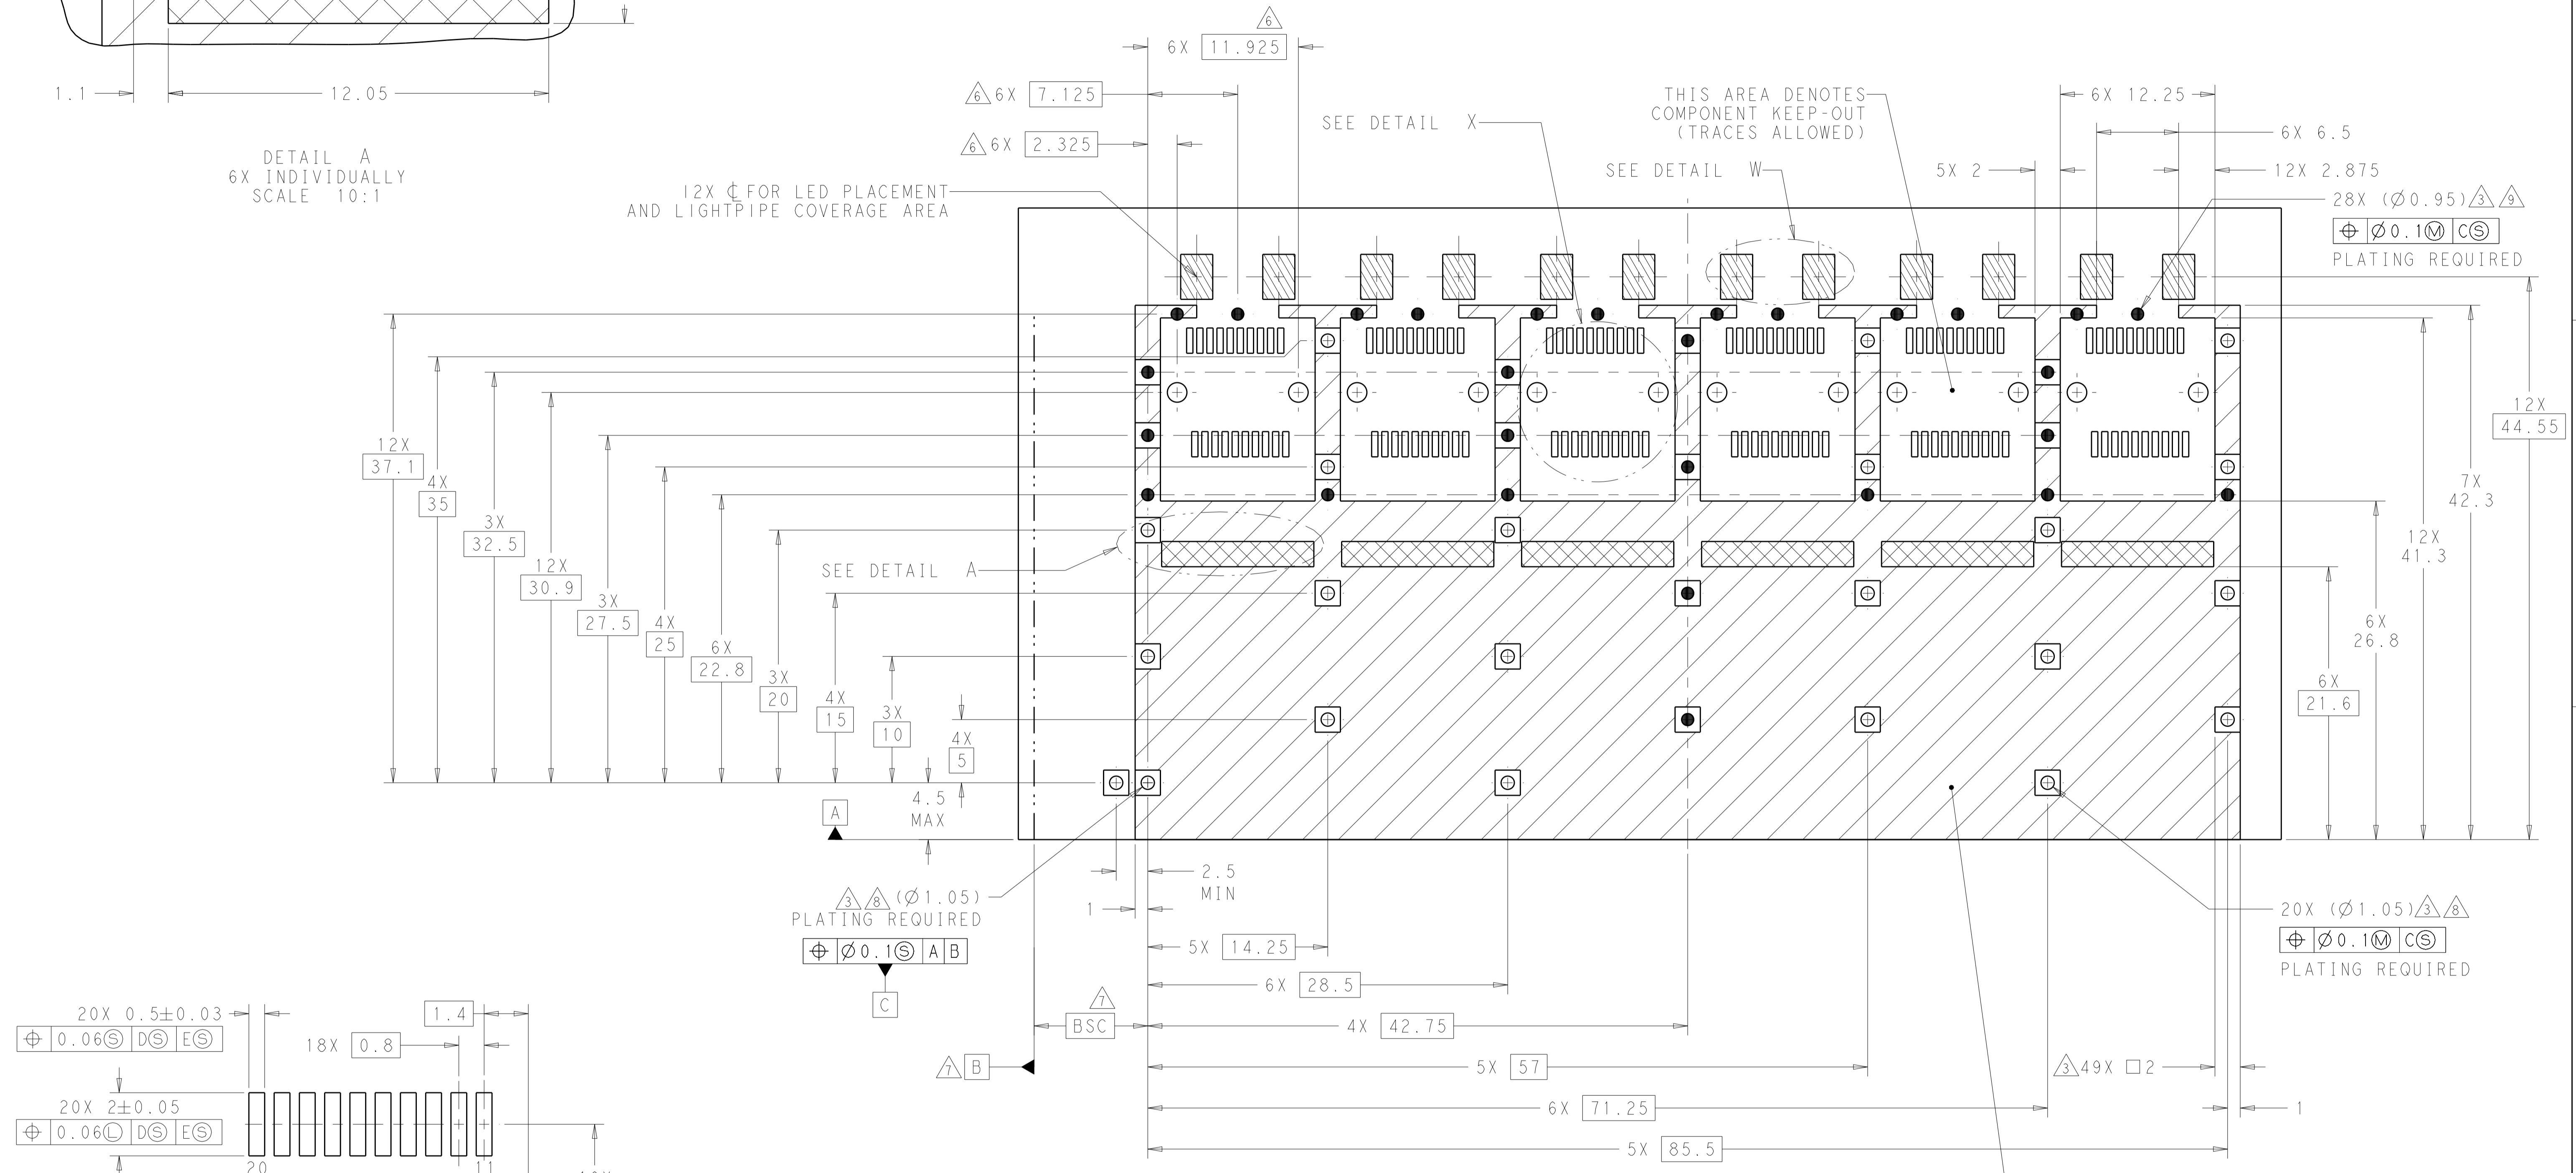 1.1
12.05
DETAIL A
6X INDIVIDUALLY
SCALE 10:1
6
6X 11.925
6 6X 7.125
6 6X 2.325
12X ℄ FOR LED PLACEMENT
AND LIGHTPIPE COVERAGE AREA
SEE DETAIL X
THIS AREA DENOTES
COMPONENT KEEP-OUT
(TRACES ALLOWED)
SEE DETAIL W
6X 12.25
6X 6.5
5X 2
12X 2.875
28X (Ø0.95) 3 9
⌖ Ø0.1Ⓜ CⓈ
PLATING REQUIRED
12X
37.1
4X
35
3X
32.5
12X
30.9
3X
27.5
4X
25
6X
22.8
3X
20
4X
15
3X
10
4X
5
SEE DETAIL A
12X
44.55
7X
42.3
12X
41.3
6X
26.8
6X
21.6
A
4.5
MAX
2.5
MIN
1
3 8 (Ø1.05)
PLATING REQUIRED
⌖ Ø0.1Ⓢ A B
C
5X 14.25
6X 28.5
7
BSC
4X 42.75
7 B
5X 57
6X 71.25
5X 85.5
20X (Ø1.05) 3 8
⌖ Ø0.1Ⓜ CⓈ
PLATING REQUIRED
3 49X □2
1
20X 0.5±0.03
⌖ 0.06Ⓢ DⓈ EⓈ
1.4
18X 0.8
20X 2±0.05
⌖ 0.06Ⓛ DⓈ EⓈ
20
11